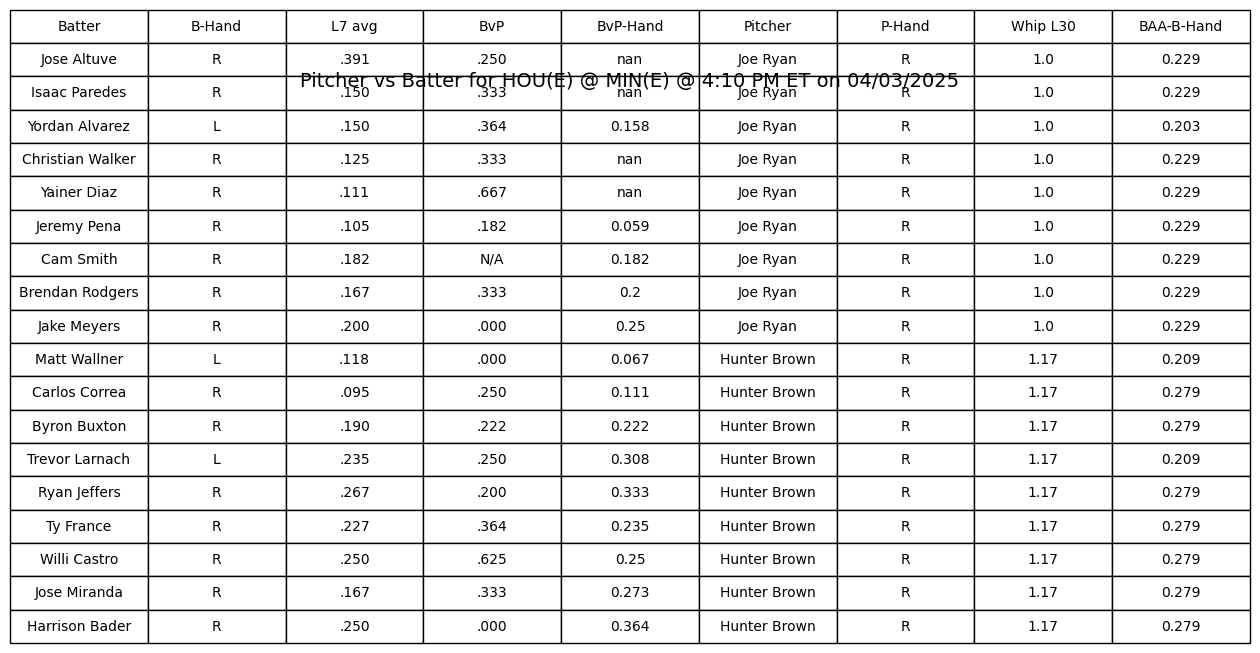 Batter B-Hand L7 avg BvP BvP-Hand Pitcher P-Hand Whip L30 BAA-B-Hand
Jose Altuve R .391 .250 nan Joe Ryan R 1.0 0.229
Pitcher vs Batter for HOU(E) @ MIN(E) @ 4:10 PM ET on 04/03/2025
Isaac Paredes R .150 .333 nan Joe Ryan R 1.0 0.229
Yordan Alvarez L .150 .364 0.158 Joe Ryan R 1.0 0.203
Christian Walker R .125 .333 nan Joe Ryan R 1.0 0.229
Yainer Diaz R .111 .667 nan Joe Ryan R 1.0 0.229
Jeremy Pena R .105 .182 0.059 Joe Ryan R 1.0 0.229
Cam Smith R .182 N/A 0.182 Joe Ryan R 1.0 0.229
Brendan Rodgers R .167 .333 0.2 Joe Ryan R 1.0 0.229
Jake Meyers R .200 .000 0.25 Joe Ryan R 1.0 0.229
Matt Wallner L .118 .000 0.067 Hunter Brown R 1.17 0.209
Carlos Correa R .095 .250 0.111 Hunter Brown R 1.17 0.279
Byron Buxton R .190 .222 0.222 Hunter Brown R 1.17 0.279
Trevor Larnach L .235 .250 0.308 Hunter Brown R 1.17 0.209
Ryan Jeffers R .267 .200 0.333 Hunter Brown R 1.17 0.279
Ty France R .227 .364 0.235 Hunter Brown R 1.17 0.279
Willi Castro R .250 .625 0.25 Hunter Brown R 1.17 0.279
Jose Miranda R .167 .333 0.273 Hunter Brown R 1.17 0.279
Harrison Bader R .250 .000 0.364 Hunter Brown R 1.17 0.279